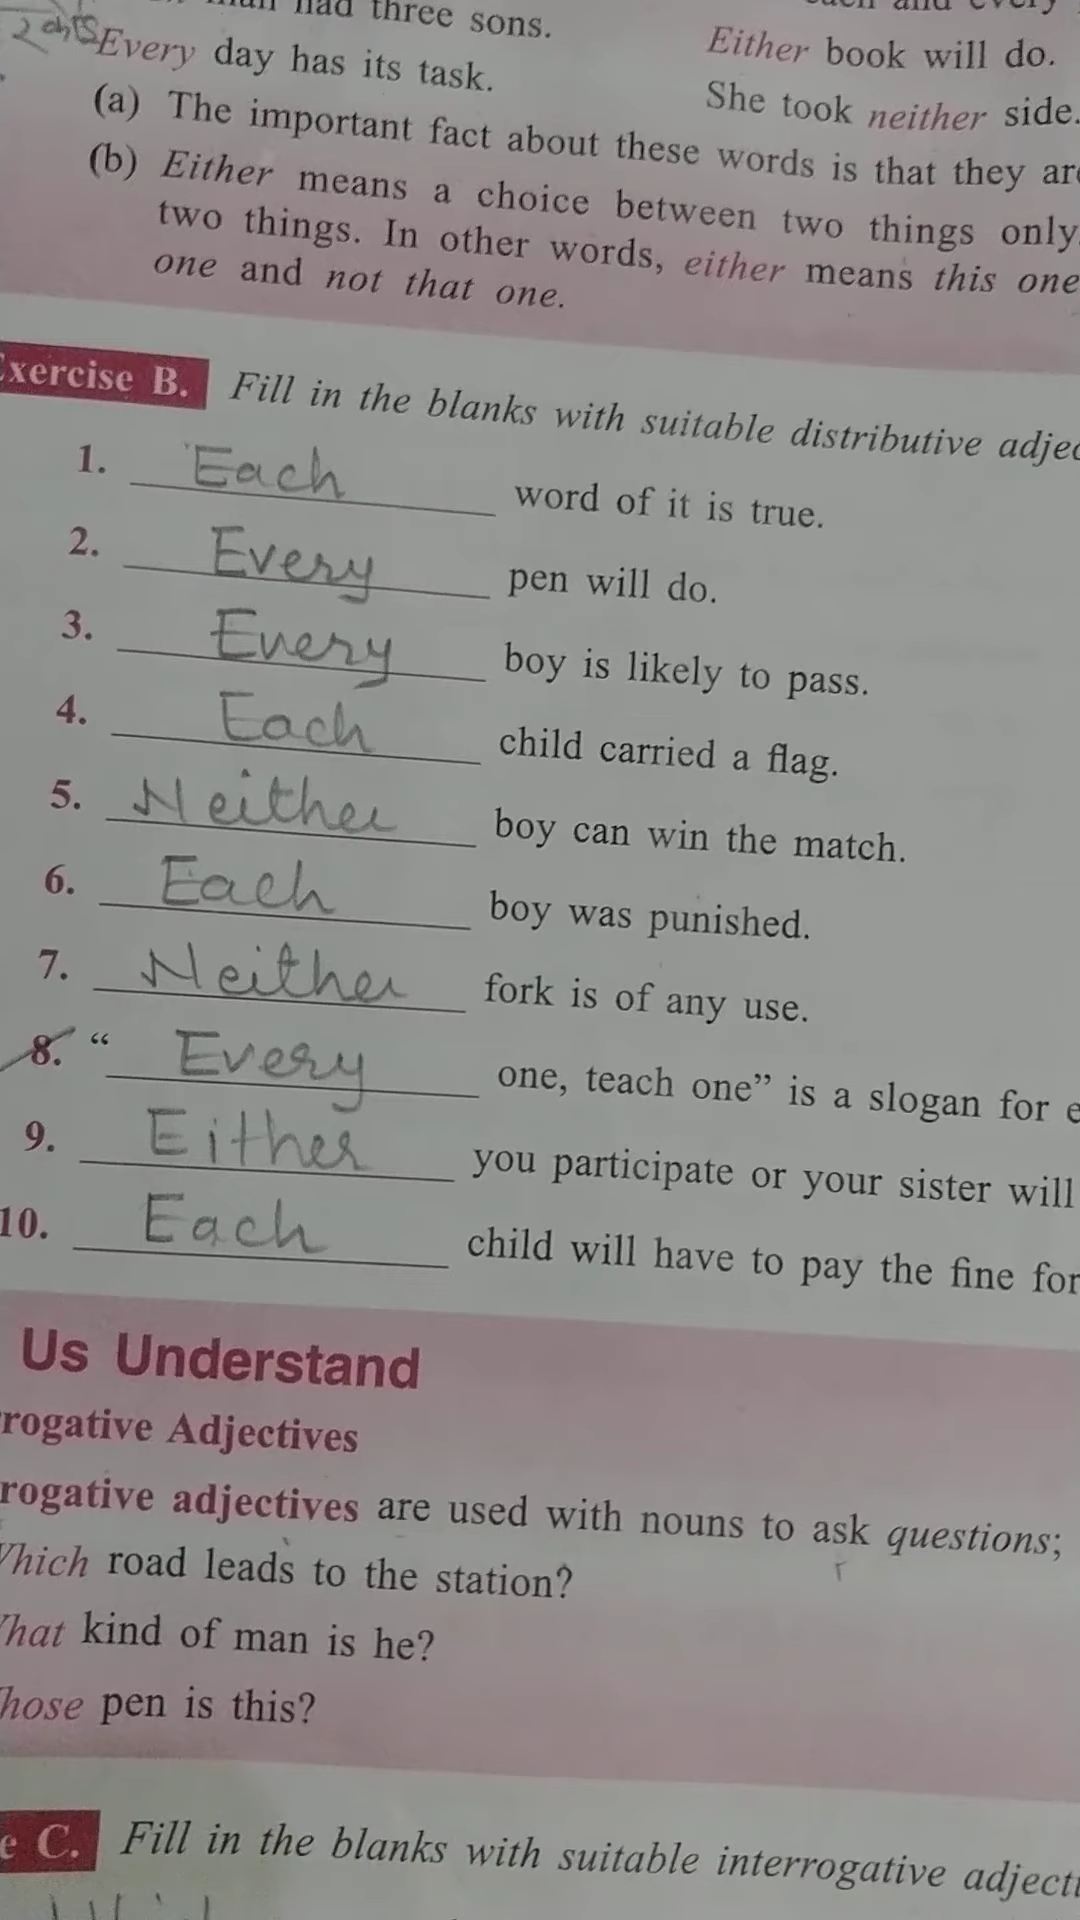 had three sons.
Either book will do.
2 Every day has its task.
She took neither side.
(a) The important fact about these words is that they are
(b) Either means a choice between two things only.
two things. In other words, either means this one
one and not that one.
Exercise B. Fill in the blanks with suitable distributive adjec
1. Each word of it is true.
2. Every pen will do.
3. Every boy is likely to pass.
4. Each child carried a flag.
5. Neither boy can win the match.
6. Each boy was punished.
7. Neither fork is of any use.
8. "Every one, teach one" is a slogan for e
9. Either you participate or your sister will
10. Each child will have to pay the fine for
Us Understand
rogative Adjectives
rogative adjectives are used with nouns to ask questions;
Which road leads to the station?
What kind of man is he?
hose pen is this?
e C. Fill in the blanks with suitable interrogative adjecti